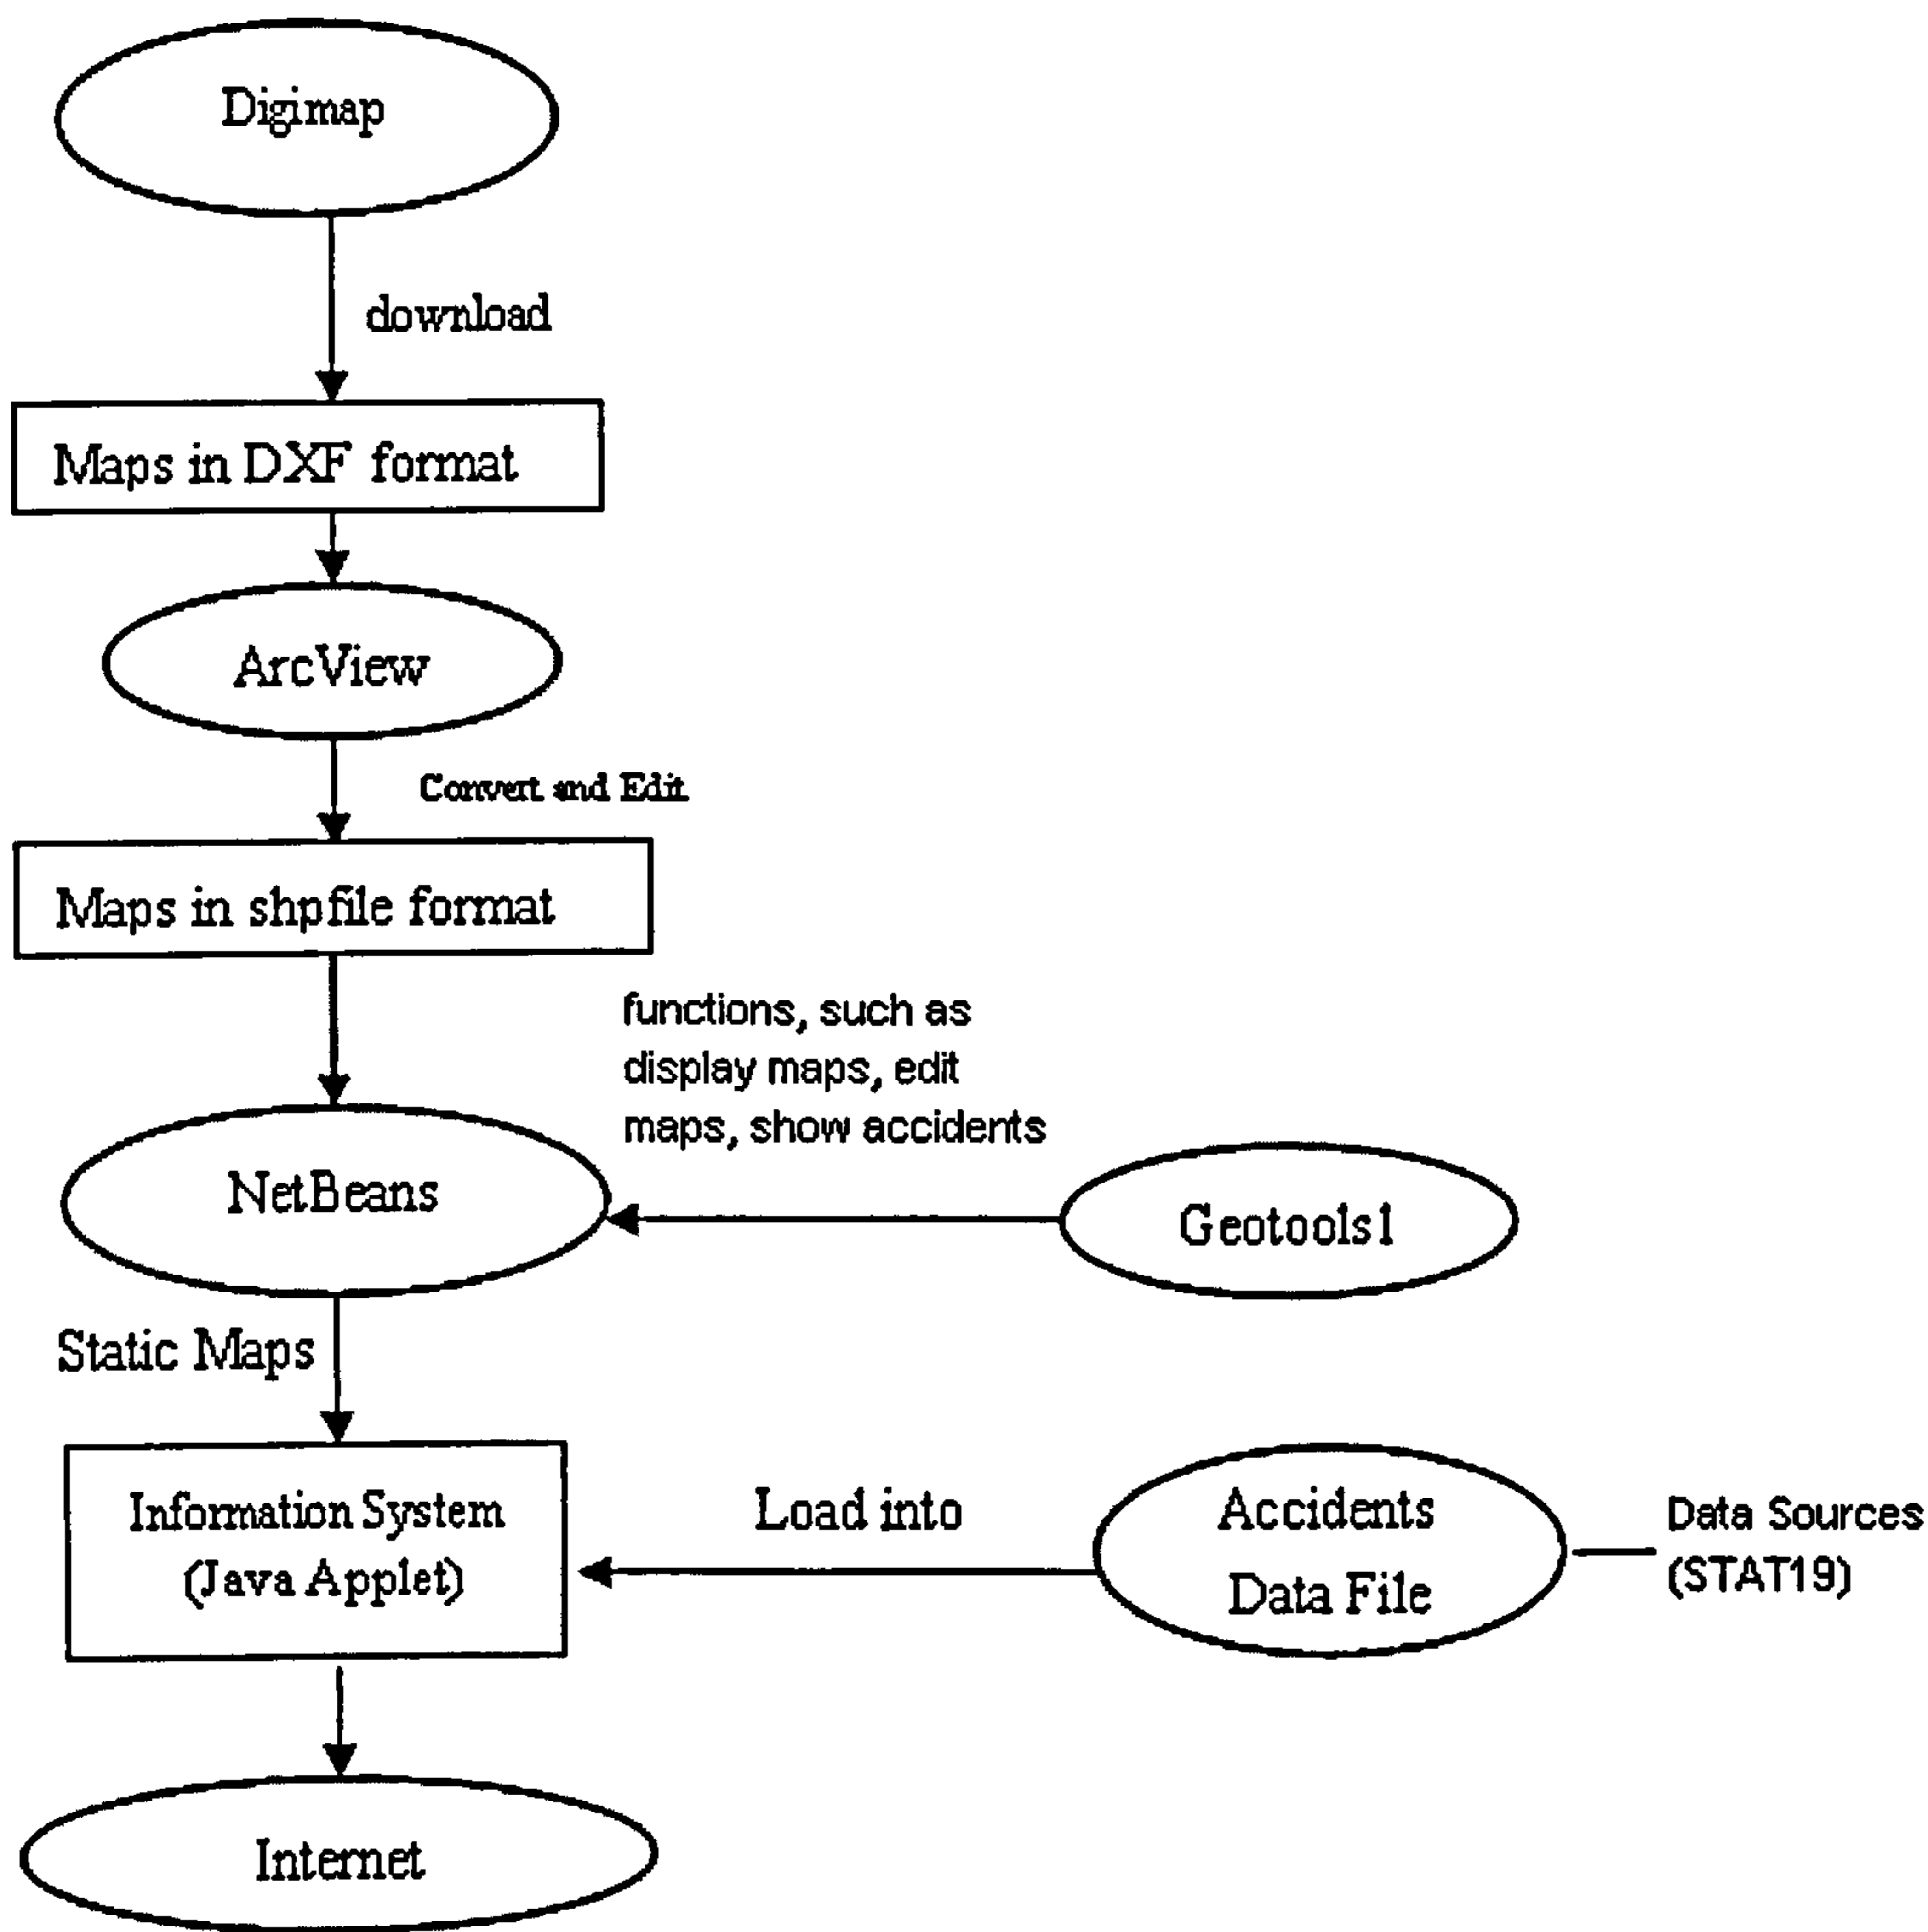 Digimap
download
Maps in DXF format
ArcView
Convert and Edit
Maps in shpfile format
functions, such as
display maps, edit
maps, show accidents
NetBeans
Geotools1
Static Maps
Information System
(Java Applet)
Load into
Accidents
Data File
Data Sources
(STAT19)
Internet